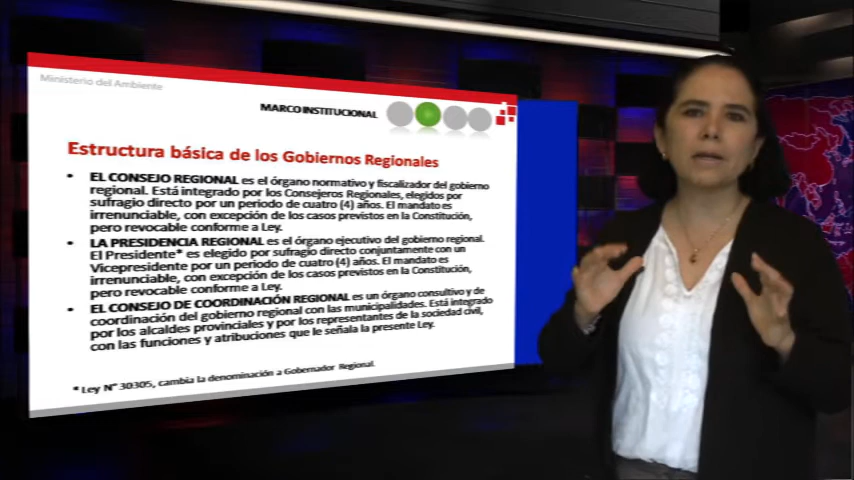 Ministerio del Ambiente
MARCO INSTITUCIONAL
Estructura básica de los Gobiernos Regionales
• EL CONSEJO REGIONAL es el órgano normativo y fiscalizador del gobierno
regional. Está integrado por los Consejeros Regionales, elegidos por
sufragio directo por un periodo de cuatro (4) años. El mandato es
irrenunciable, con excepción de los casos previstos en la Constitución,
pero revocable conforme a Ley.
• LA PRESIDENCIA REGIONAL es el órgano ejecutivo del gobierno regional.
El Presidente* es elegido por sufragio directo conjuntamente con un
Vicepresidente por un periodo de cuatro (4) años. El mandato es
irrenunciable, con excepción de los casos previstos en la Constitución,
pero revocable conforme a Ley.
• EL CONSEJO DE COORDINACIÓN REGIONAL es un órgano consultivo y de
coordinación del gobierno regional con las municipalidades. Está integrado
por los alcaldes provinciales y por los representantes de la sociedad civil,
con las funciones y atribuciones que le señala la presente Ley.
* Ley N° 30305, cambia la denominación a Gobernador Regional.